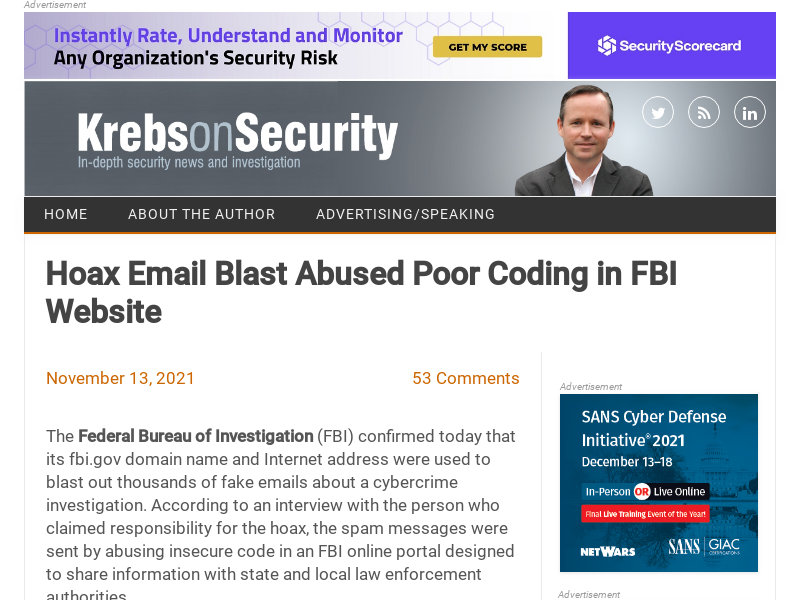 Advertisement
Instantly Rate, Understand and Monitor
Any Organization's Security Risk
GET MY SCORE
SecurityScorecard
KrebsonSecurity
In-depth security news and investigation
in
HOME ABOUT THE AUTHOR ADVERTISING/SPEAKING
Hoax Email Blast Abused Poor Coding in FBI
Website
November 13, 2021 53 Comments
The Federal Bureau of Investigation (FBI) confirmed today that
its fbi.gov domain name and Internet address were used to
blast out thousands of fake emails about a cybercrime
investigation. According to an interview with the person who
claimed responsibility for the hoax, the spam messages were
sent by abusing insecure code in an FBI online portal designed
to share information with state and local law enforcement
authorities.
Advertisement
SANS Cyber Defense
Initiative® 2021
December 13–18
In-Person OR Live Online
Final Live Training Event of the Year!
NETWARS SANS GIAC
CERTIFICATIONS
Advertisement